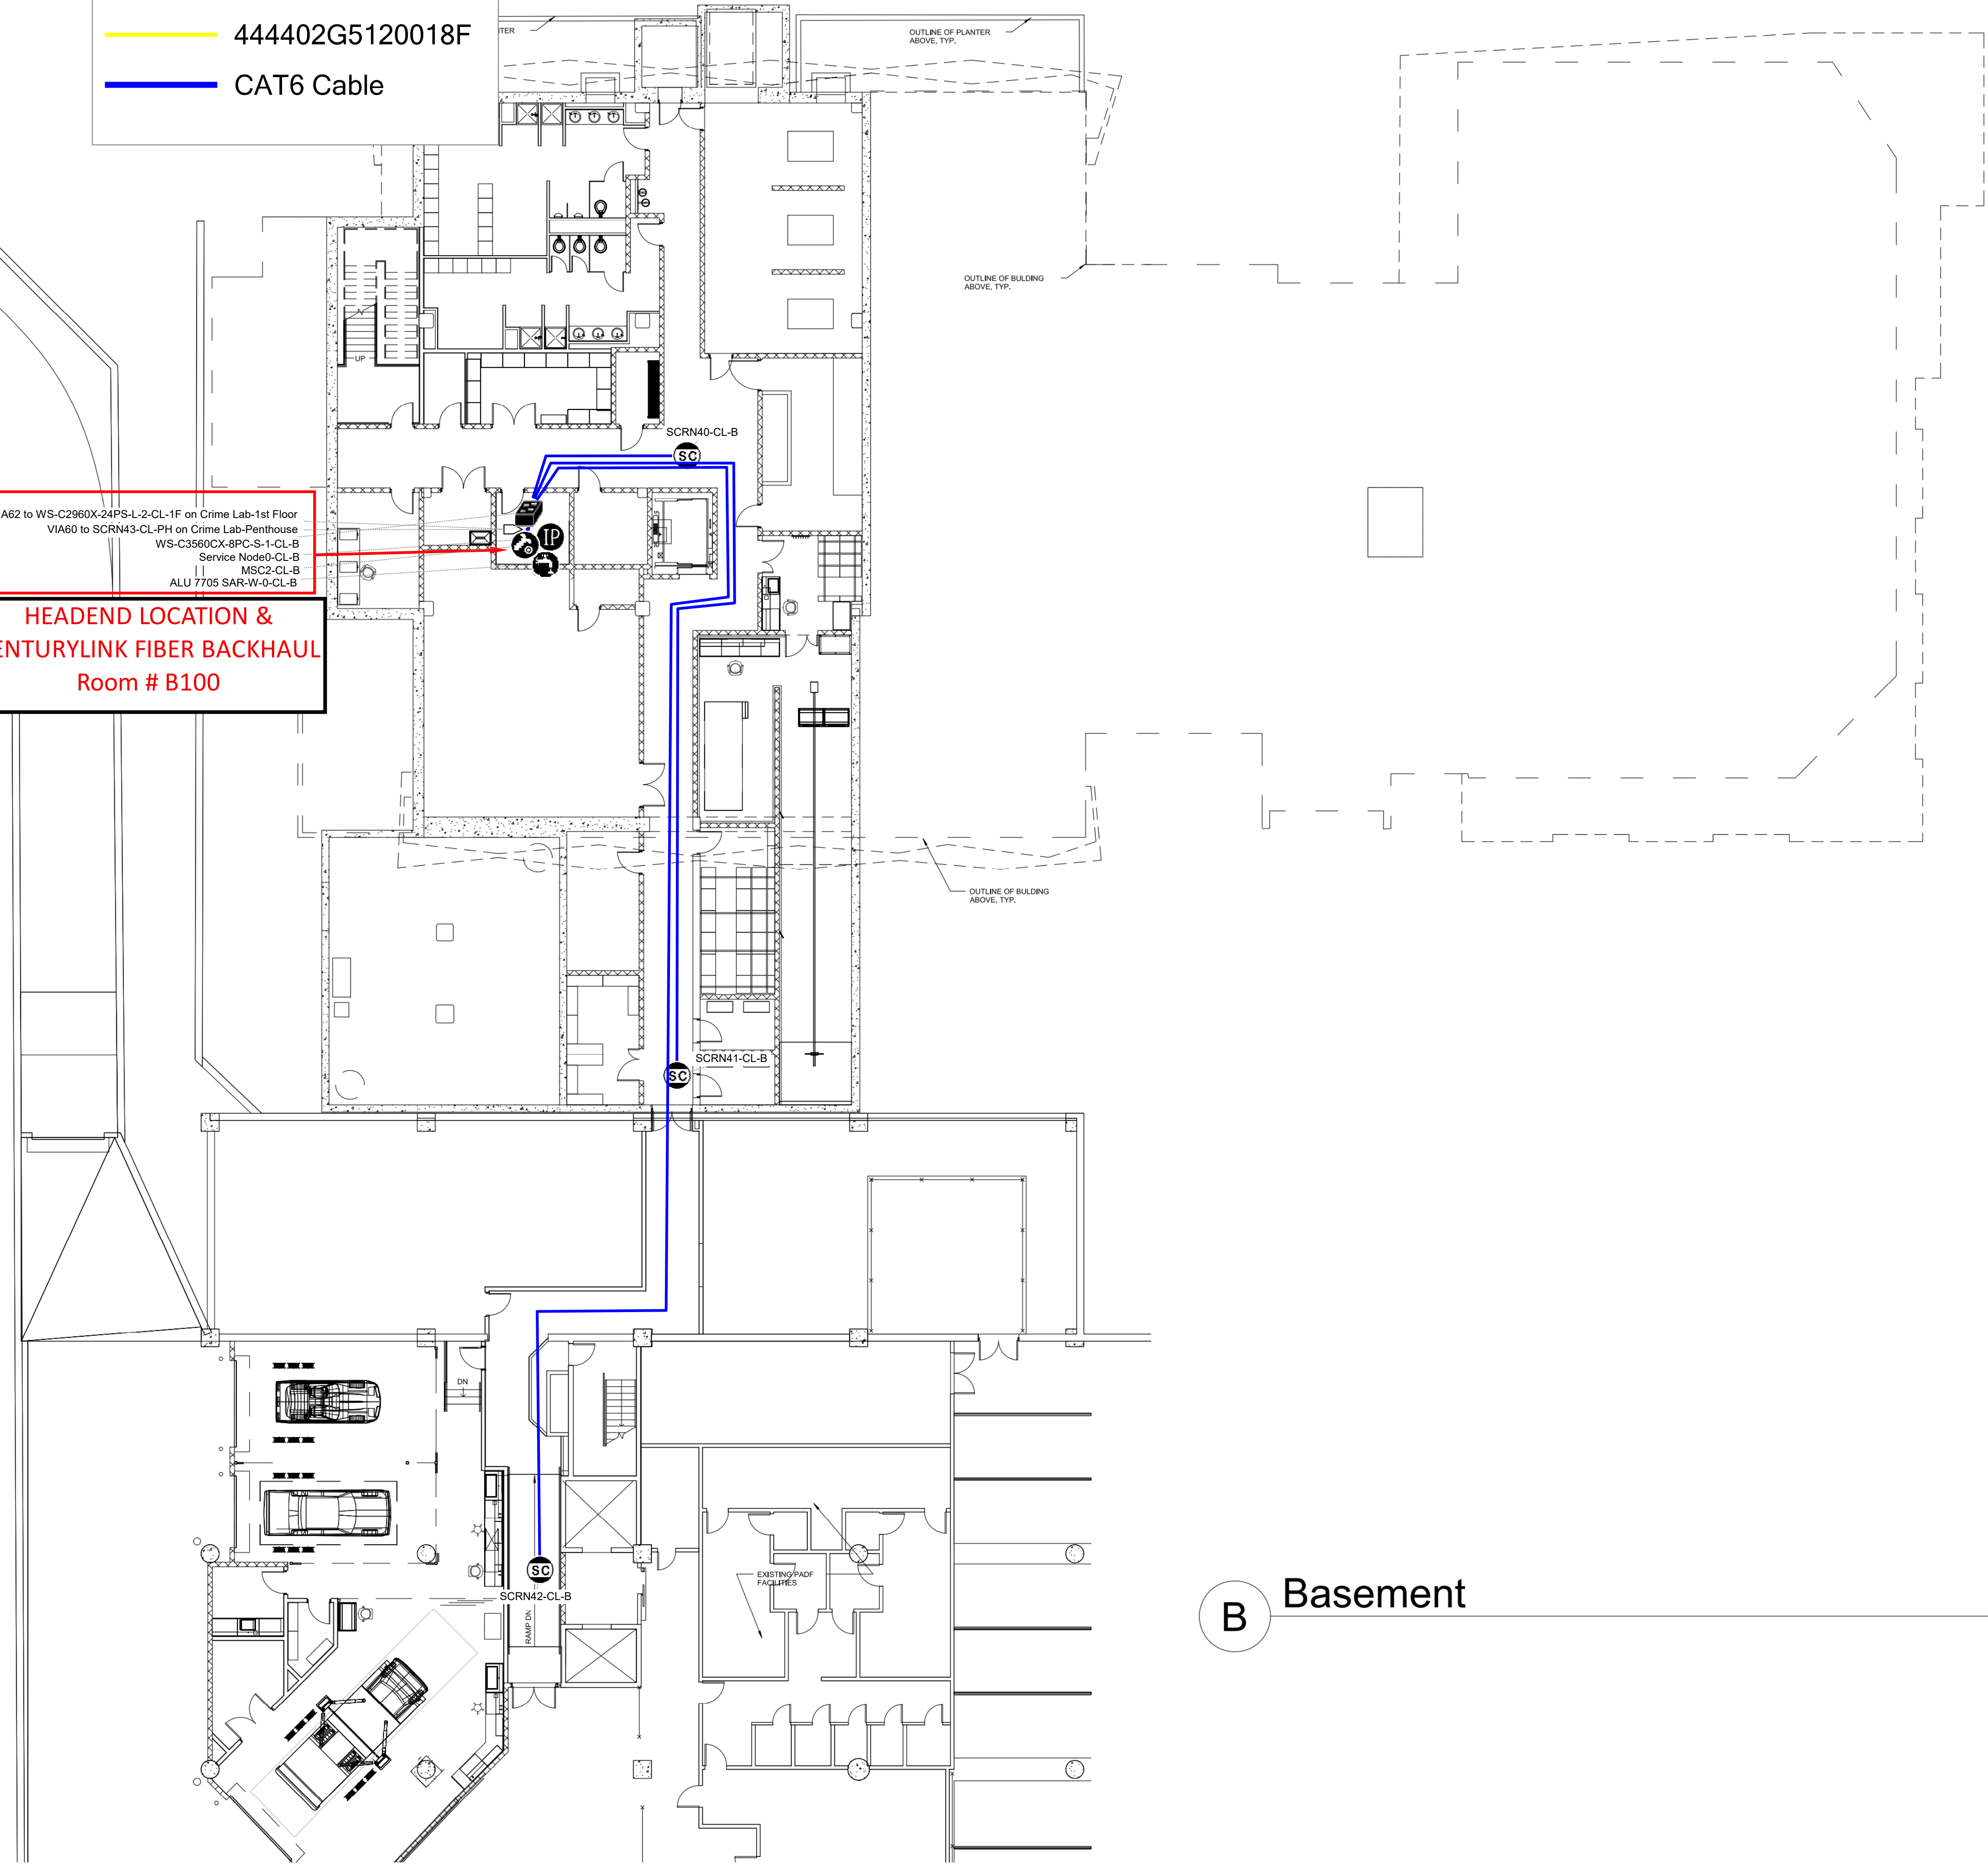 444402G5120018F
CAT6 Cable
OUTLINE OF PLANTER
ABOVE, TYP.
OUTLINE OF BULDING
ABOVE, TYP.
UP
SCRN40-CL-B
SC
A62 to WS-C2960X-24PS-L-2-CL-1F on Crime Lab-1st Floor
VIA60 to SCRN43-CL-PH on Crime Lab-Penthouse
WS-C3560CX-8PC-S-1-CL-B
Service Node0-CL-B
MSC2-CL-B
ALU 7705 SAR-W-0-CL-B
IP
HEADEND LOCATION &
ENTURYLINK FIBER BACKHAUL
Room # B100
OUTLINE OF BULDING
ABOVE, TYP.
SCRN41-CL-B
SC
DN
SC
SCRN42-CL-B
RAMP DN
EXISTING PADF
FACILITIES
B
Basement